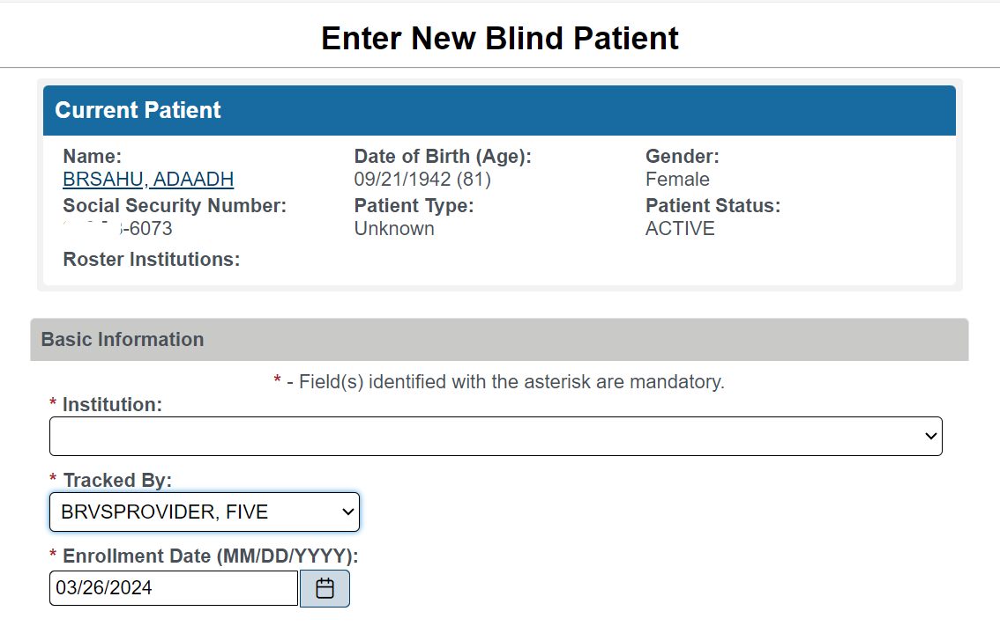 Enter New Blind Patient
Current Patient
Name:
BRSAHU, ADAADH
Date of Birth (Age):
09/21/1942 (81)
Gender:
Female
Social Security Number:
-6073
Patient Type:
Unknown
Patient Status:
ACTIVE
Roster Institutions:
Basic Information
* - Field(s) identified with the asterisk are mandatory.
* Institution:
* Tracked By:
BRVSPROVIDER, FIVE
* Enrollment Date (MM/DD/YYYY):
03/26/2024